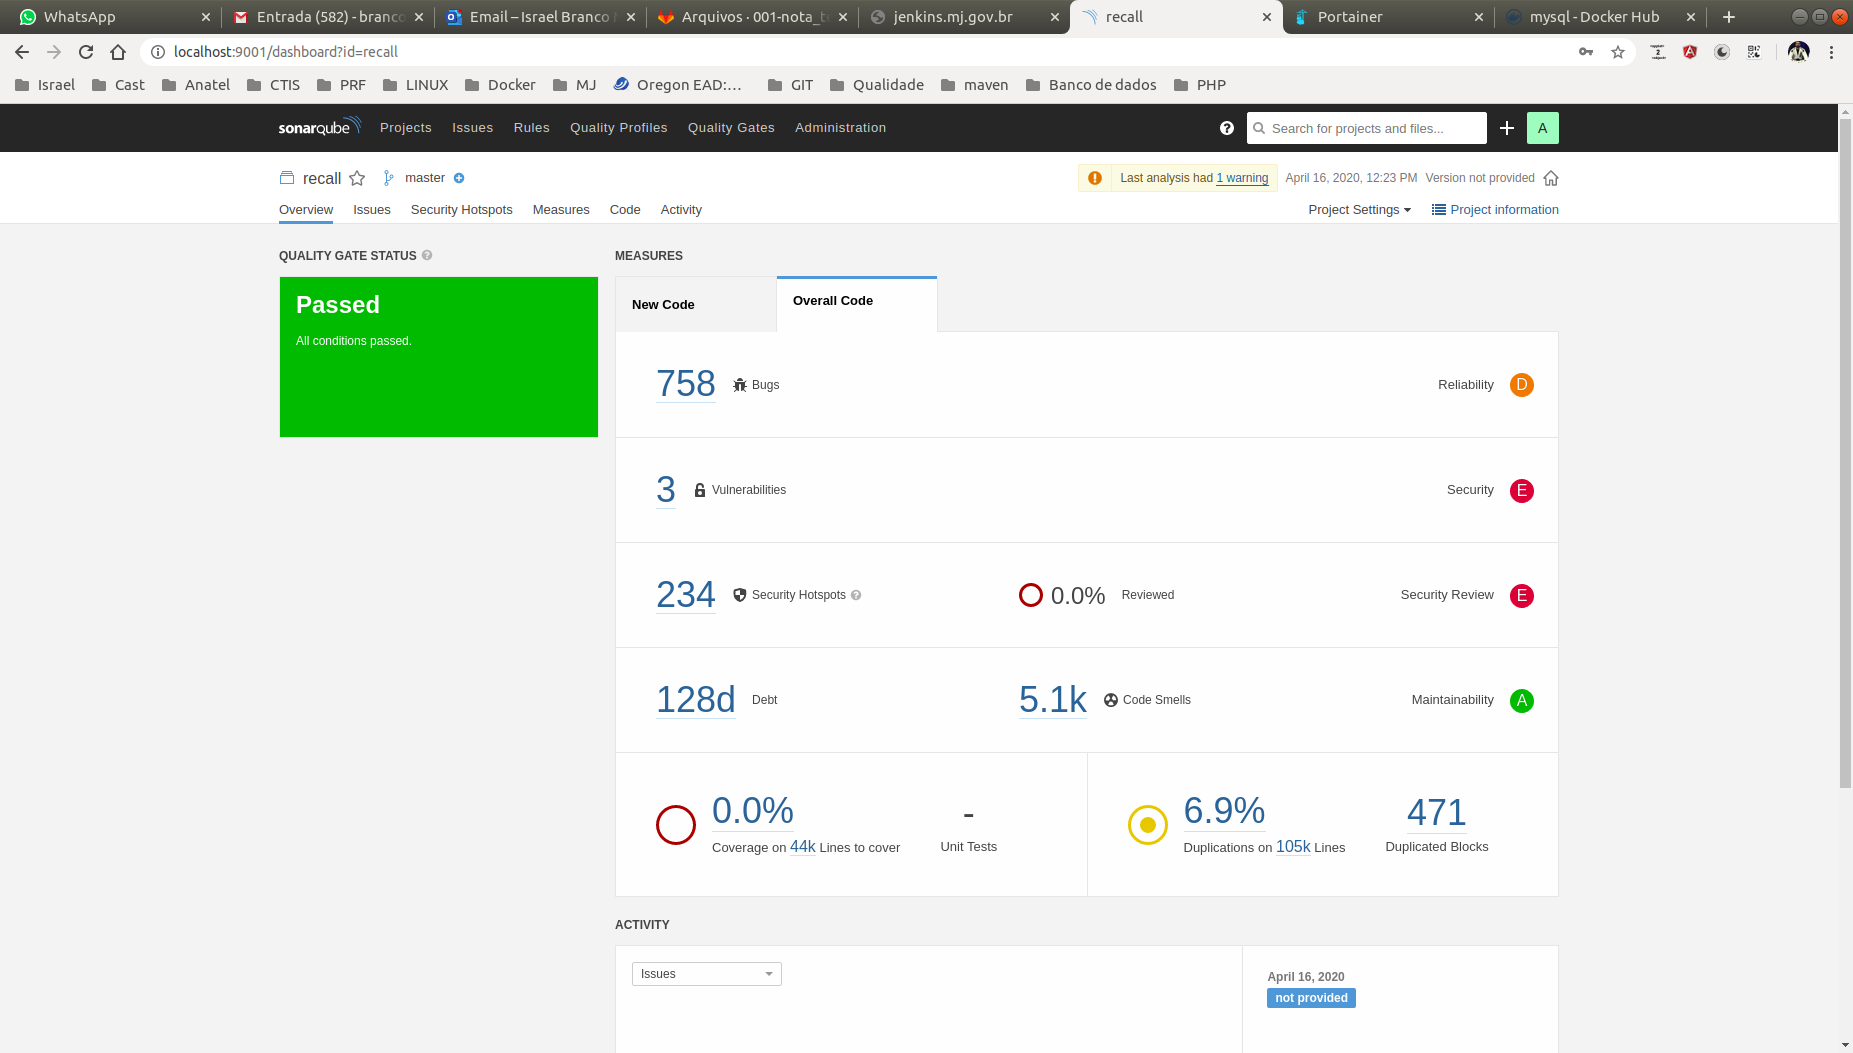 WhatsApp
Entrada (582) - branco
Email – Israel Branco
Arquivos · 001-nota_t
jenkins.mj.gov.br
recall
Portainer
mysql - Docker Hub
localhost:9001/dashboard?id=recall
Israel
Cast
Anatel
CTIS
PRF
LINUX
Docker
MJ
Oregon EAD:...
GIT
Qualidade
maven
Banco de dados
PHP
sonarqube
Projects
Issues
Rules
Quality Profiles
Quality Gates
Administration
Search for projects and files...
A
recall
master
Last analysis had 1 warning
April 16, 2020, 12:23 PM
Version not provided
Overview
Issues
Security Hotspots
Measures
Code
Activity
Project Settings
Project information
QUALITY GATE STATUS
Passed
All conditions passed.
MEASURES
New Code
Overall Code
758 Bugs
Reliability D
3 Vulnerabilities
Security E
234 Security Hotspots
0.0% Reviewed
Security Review E
128d Debt
5.1k Code Smells
Maintainability A
0.0%
Coverage on 44k Lines to cover
-
Unit Tests
6.9%
Duplications on 105k Lines
471
Duplicated Blocks
ACTIVITY
Issues
April 16, 2020
not provided